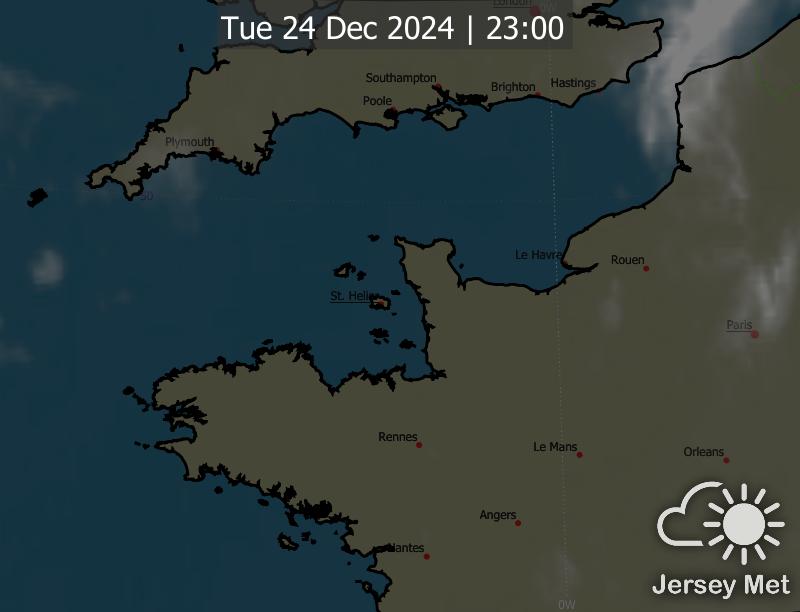 London
0W
Tue 24 Dec 2024 | 23:00
Southampton
Brighton
Hastings
Poole
Plymouth
50
Le Havre
Rouen
St. Helier
Paris
Rennes
Le Mans
Orleans
Angers
Nantes
Jersey Met
0W